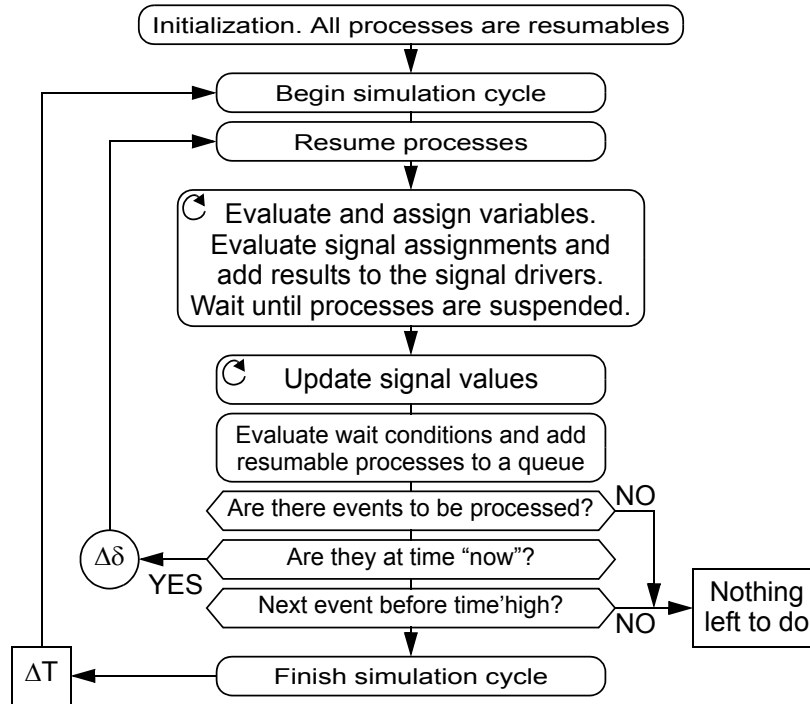 Initialization. All processes are resumables
Begin simulation cycle
Resume processes
Evaluate and assign variables.
Evaluate signal assignments and
add results to the signal drivers.
Wait until processes are suspended.
Update signal values
Evaluate wait conditions and add
resumable processes to a queue
Are there events to be processed?
NO
Δδ
YES
Are they at time “now”?
Next event before time’high?
NO
Nothing
left to do
ΔT
Finish simulation cycle